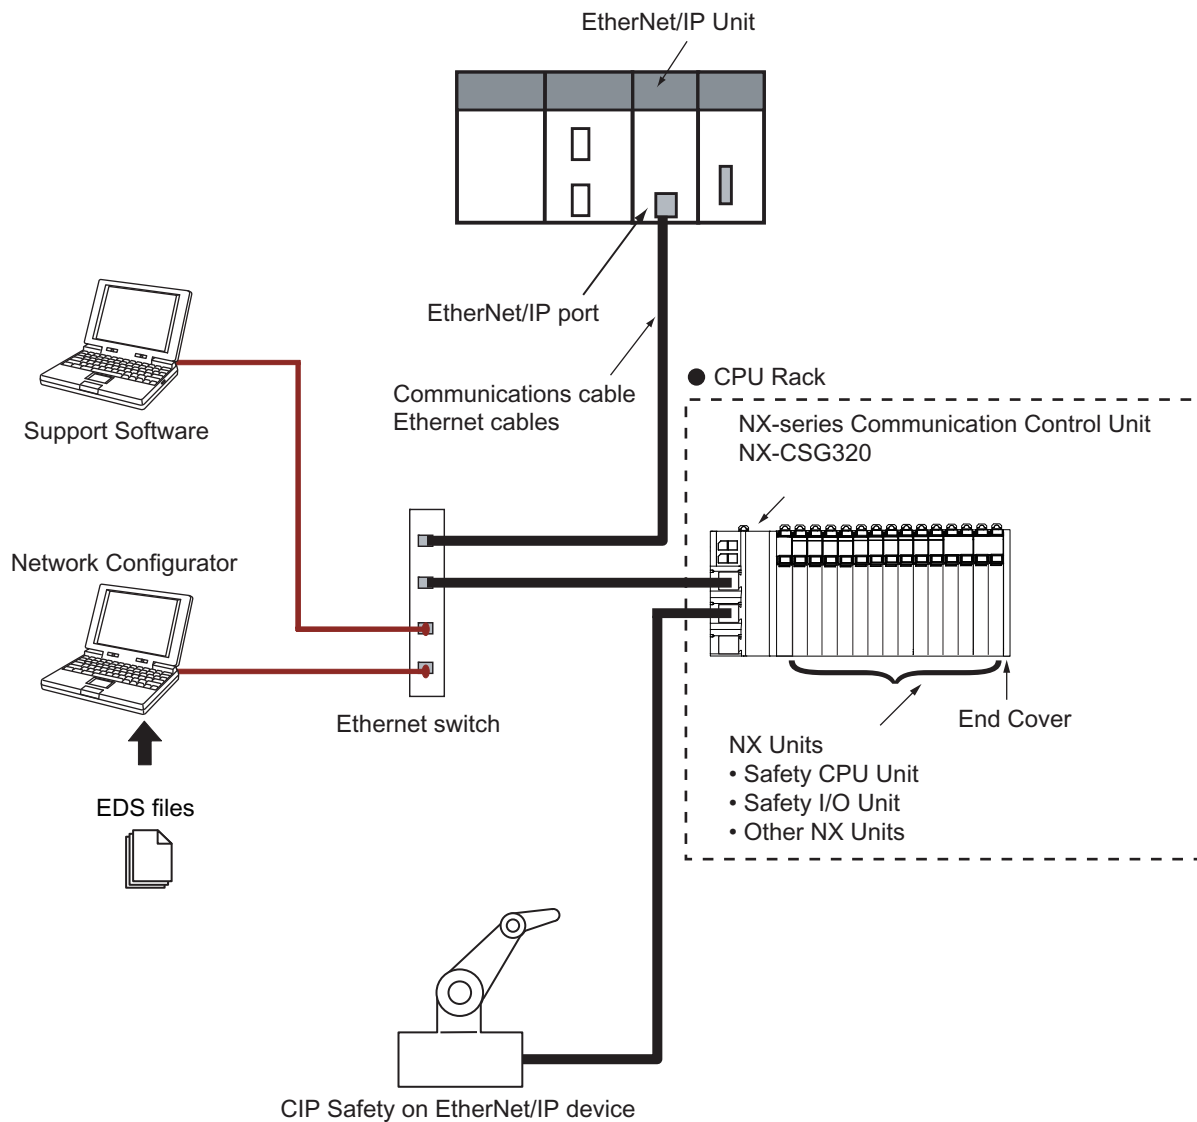 EtherNet/IP Unit
EtherNet/IP port
Communications cable
Ethernet cables
Support Software
● CPU Rack
NX-series Communication Control Unit
NX-CSG320
Network Configurator
Ethernet switch
End Cover
NX Units
• Safety CPU Unit
• Safety I/O Unit
• Other NX Units
EDS files
CIP Safety on EtherNet/IP device